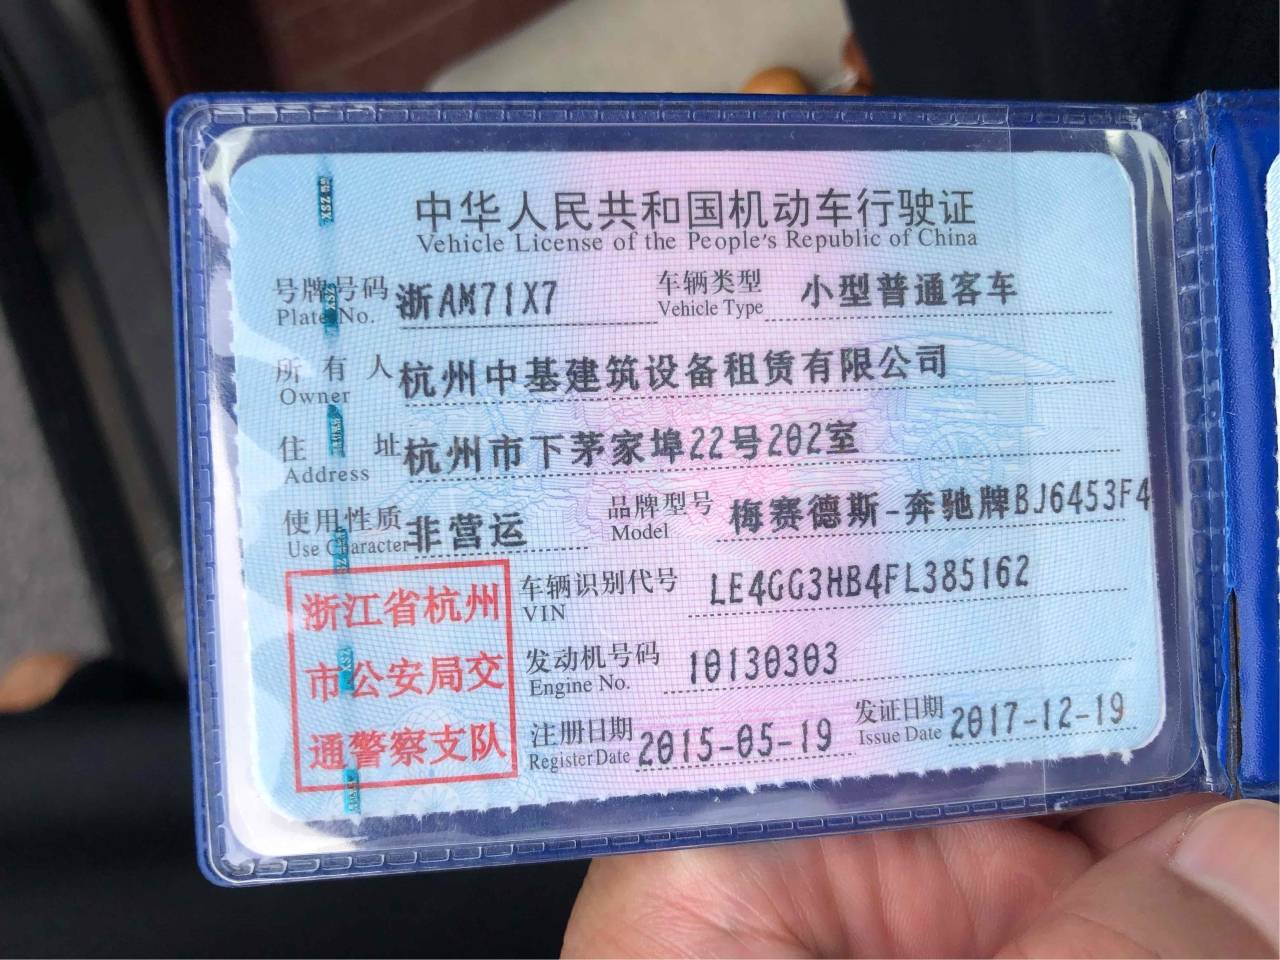 中华人民共和国机动车行驶证
Vehicle License of the People's Republic of China
号牌号码 浙AM71X7 车辆类型 小型普通客车
Plate No. Vehicle Type
所有人 杭州中基建筑设备租赁有限公司
Owner
住址 杭州市下茅家埠22号202室
Address
使用性质 非营运 品牌型号 梅赛德斯-奔驰牌BJ6453F4
Use Character Model
浙江省杭州
市公安局交
通警察支队
车辆识别代号 LE4GG3HB4FL385162
VIN
发动机号码 10130303
Engine No.
注册日期 2015-05-19 发证日期 2017-12-19
Register Date Issue Date